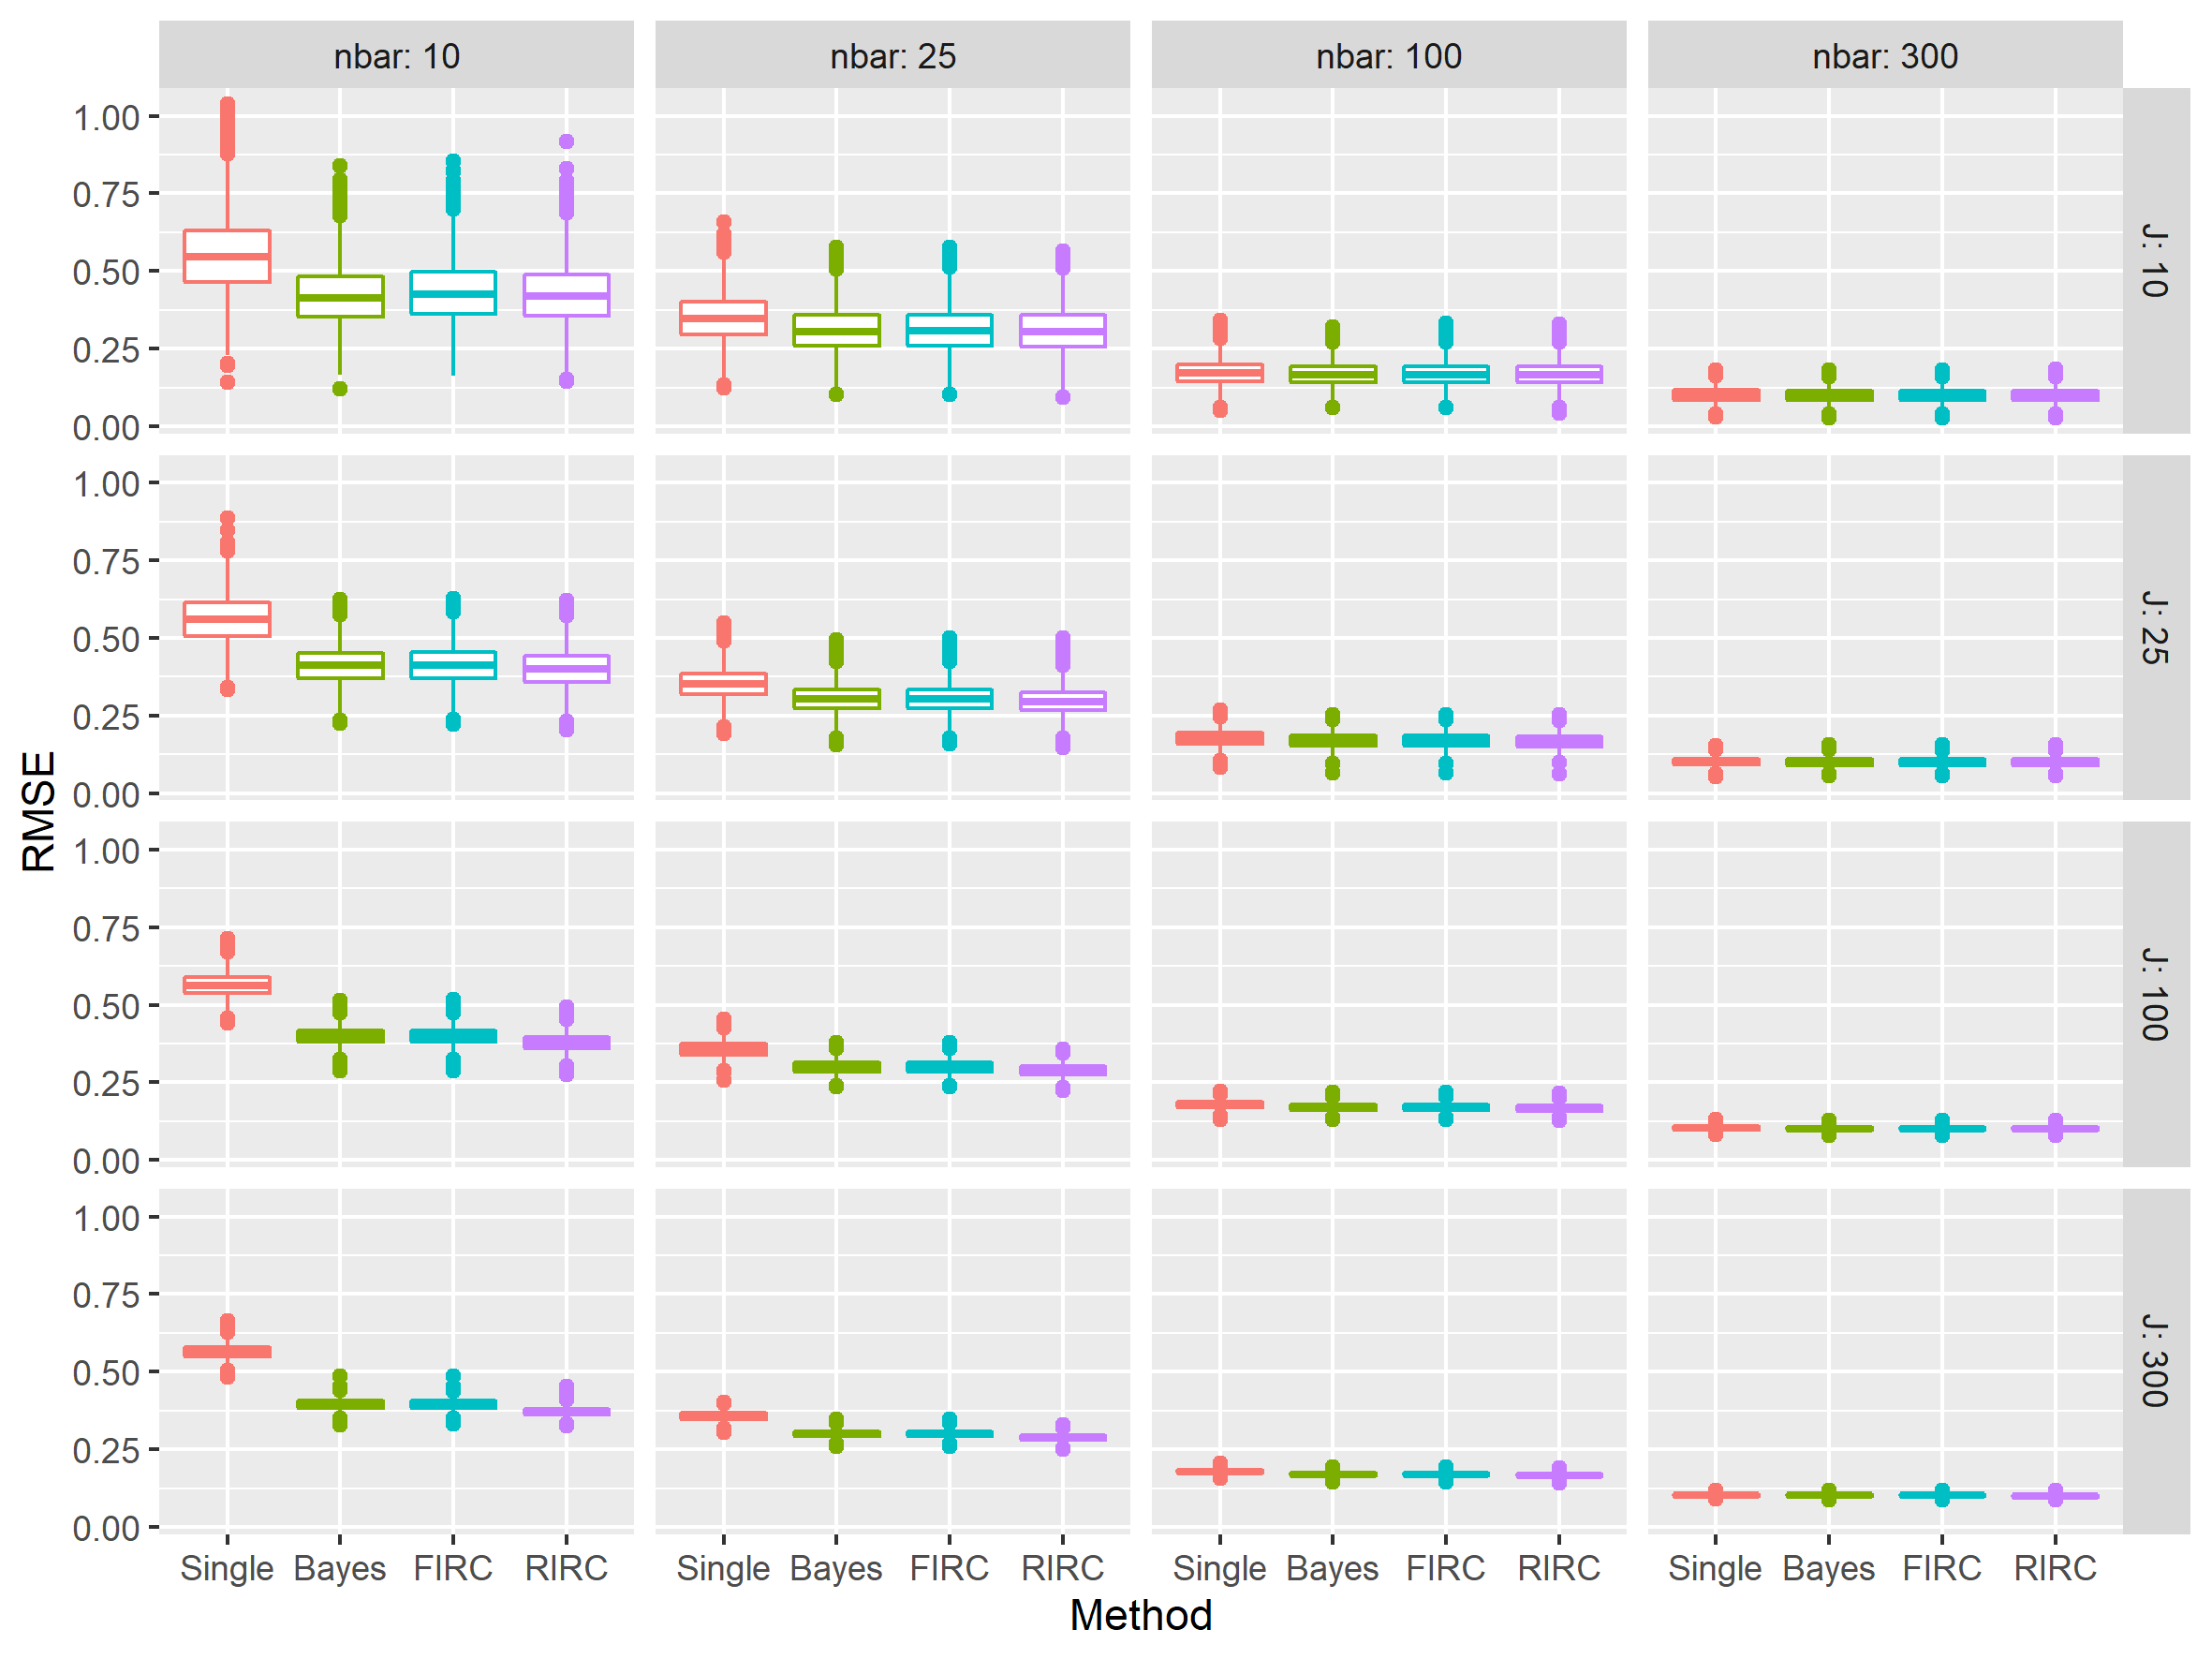 nbar: 10
nbar: 25
nbar: 100
nbar: 300
1.00
0.75
0.50
0.25
0.00
J: 10
1.00
0.75
0.50
0.25
0.00
J: 25
1.00
0.75
0.50
0.25
0.00
J: 100
1.00
0.75
0.50
0.25
0.00
J: 300
RMSE
Single Bayes FIRC RIRC
Single Bayes FIRC RIRC
Single Bayes FIRC RIRC
Single Bayes FIRC RIRC
Method